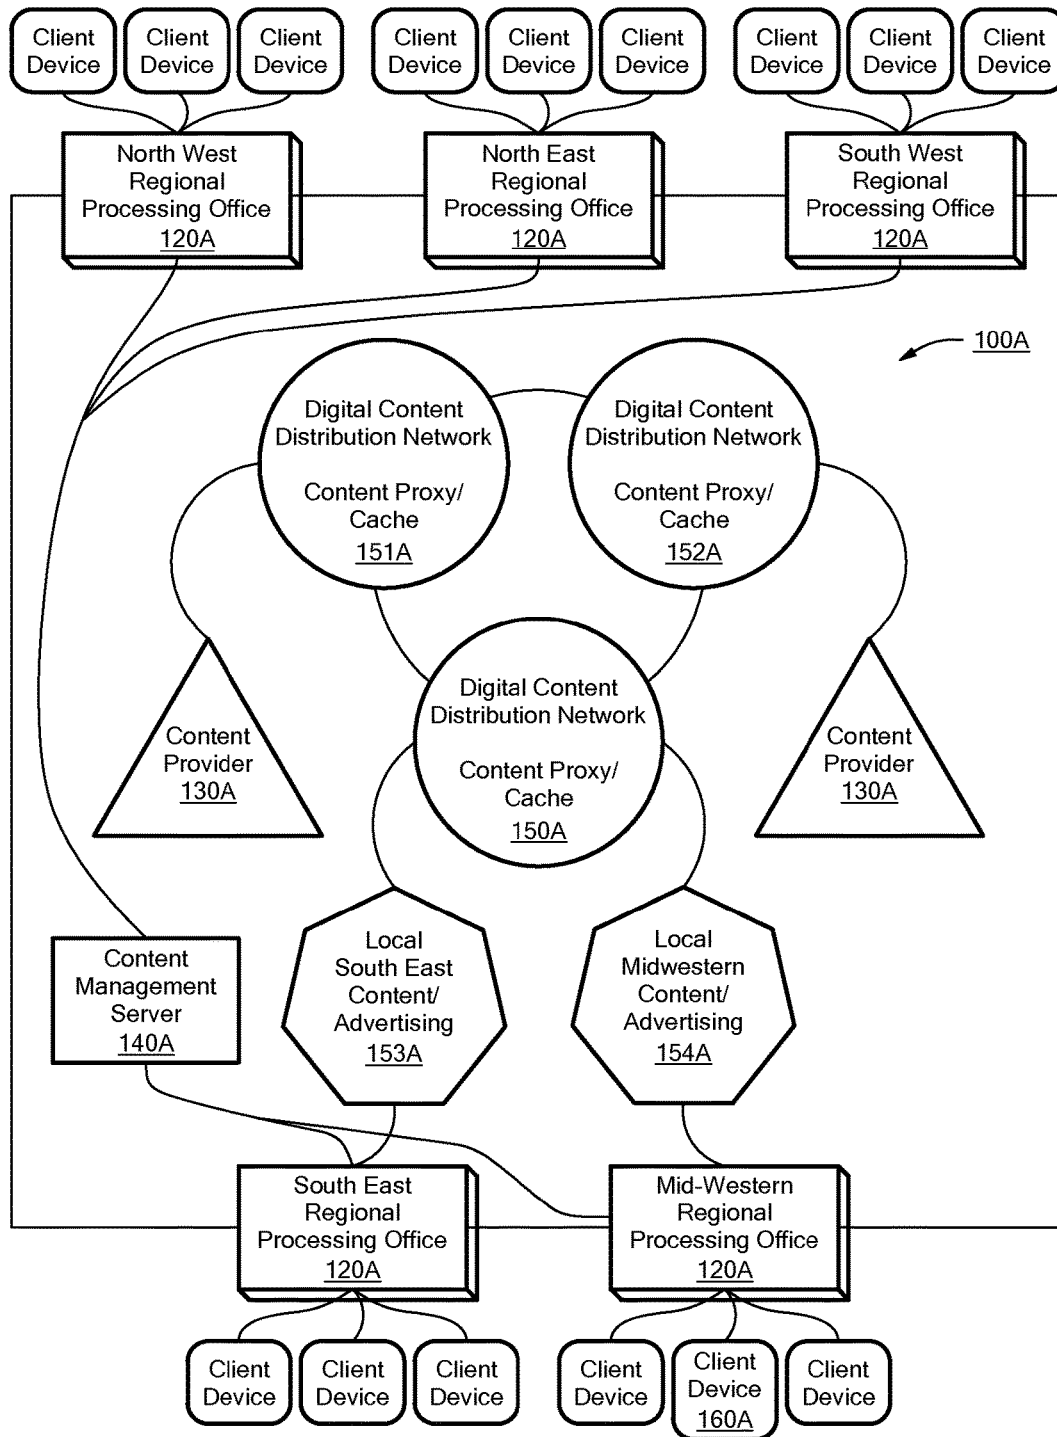 Client
Device
Client
Device
Client
Device
Client
Device
Client
Device
Client
Device
Client
Device
Client
Device
Client
Device
North West
Regional
Processing Office
120A
North East
Regional
Processing Office
120A
South West
Regional
Processing Office
120A
100A
Digital Content
Distribution Network
Content Proxy/
Cache
151A
Digital Content
Distribution Network
Content Proxy/
Cache
152A
Digital Content
Distribution Network
Content Proxy/
Cache
150A
Content
Provider
130A
Content
Provider
130A
Content
Management
Server
140A
Local
South East
Content/
Advertising
153A
Local
Midwestern
Content/
Advertising
154A
South East
Regional
Processing Office
120A
Mid-Western
Regional
Processing Office
120A
Client
Device
Client
Device
Client
Device
Client
Device
Client
Device
160A
Client
Device